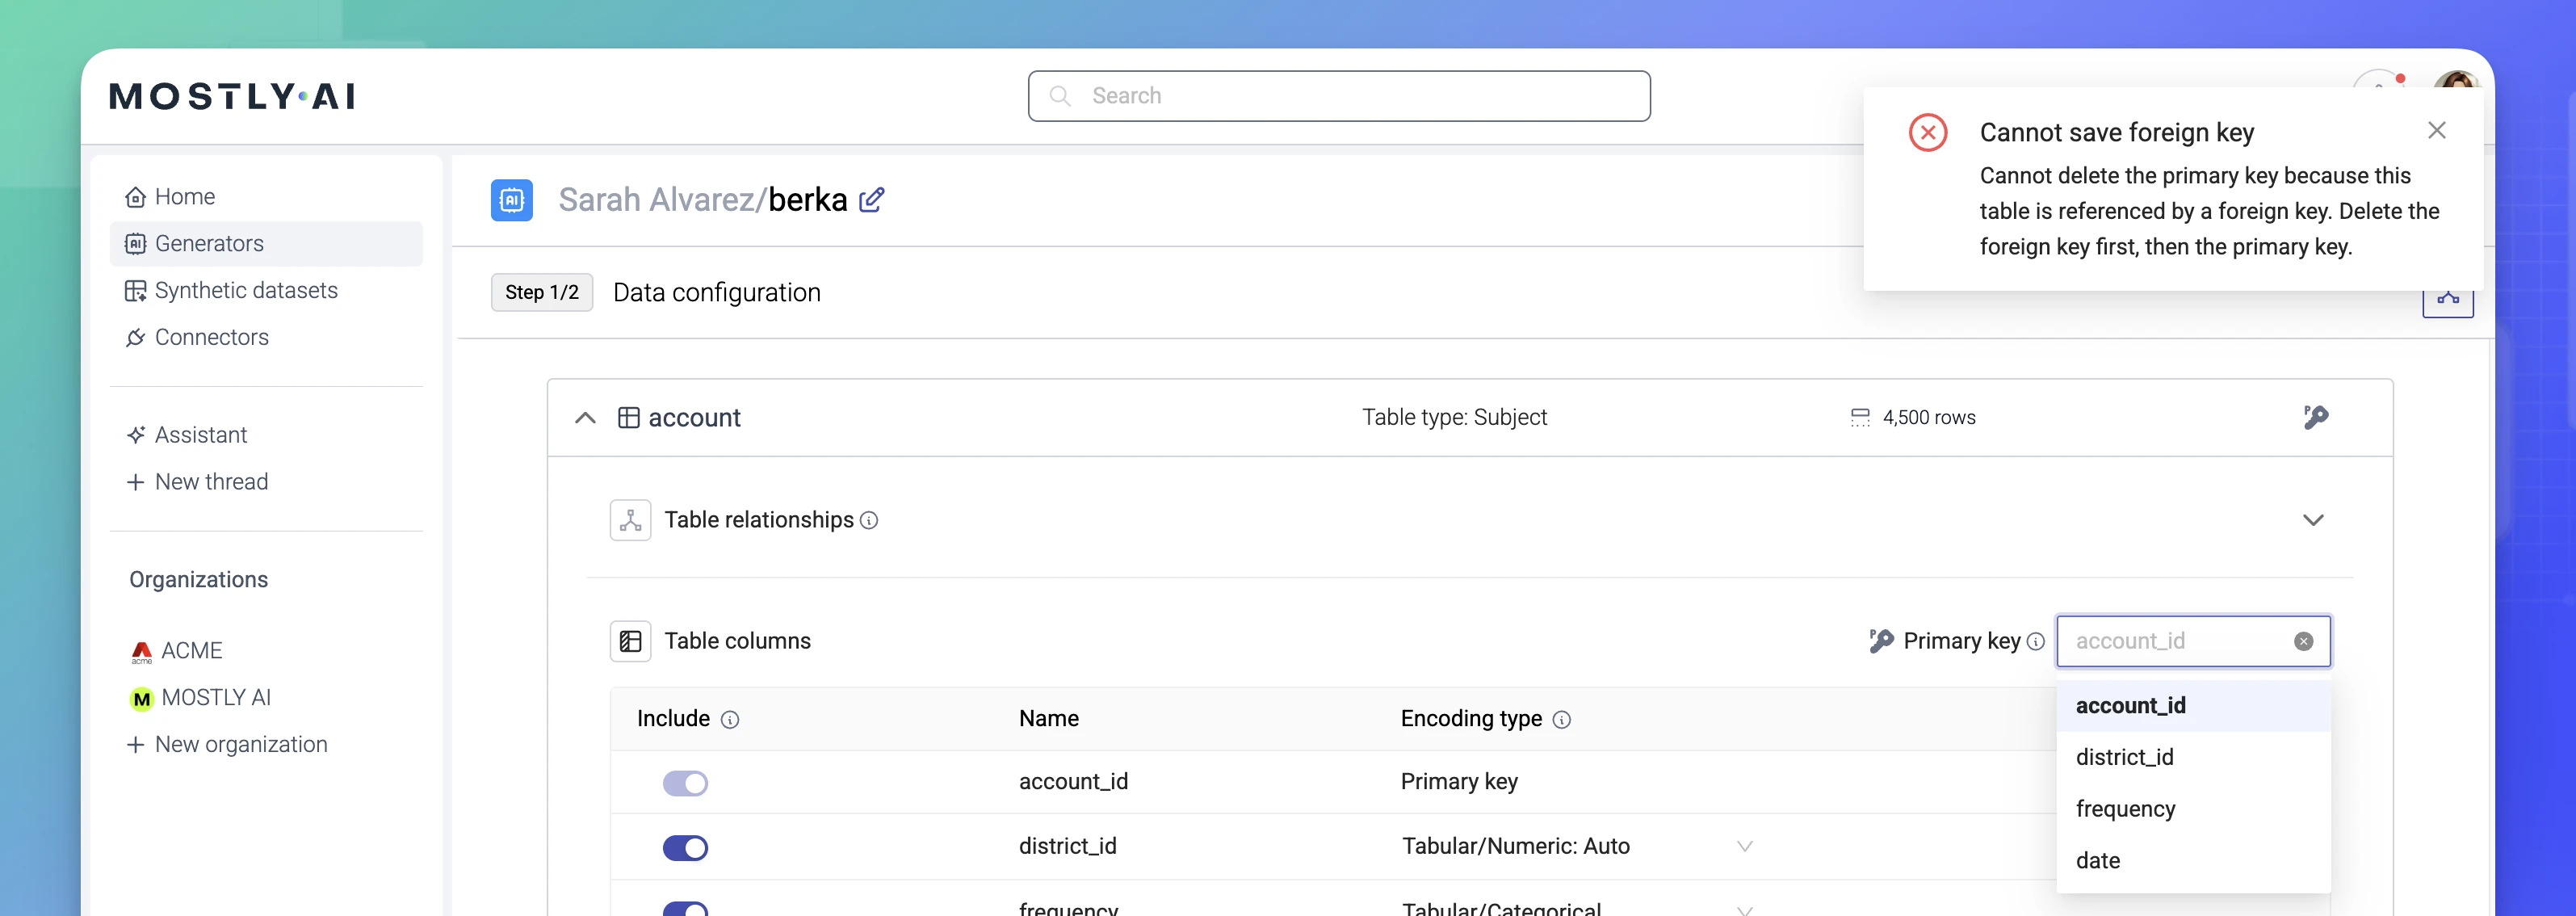 MOSTLY·AI
Search
Cannot save foreign key
Cannot delete the primary key because this
table is referenced by a foreign key. Delete the
foreign key first, then the primary key.
Home
Generators
Synthetic datasets
Connectors
Assistant
New thread
Organizations
acme
ACME
M
MOSTLY AI
New organization
AI
Sarah Alvarez/berka
Step 1/2
Data configuration
account
Table type: Subject
4,500 rows
P
Table relationships
Table columns
P
Primary key
account_id
account_id
district_id
frequency
date
Include
Name
Encoding type
account_id
Primary key
district_id
Tabular/Numeric: Auto
frequency
Tabular/Categorical